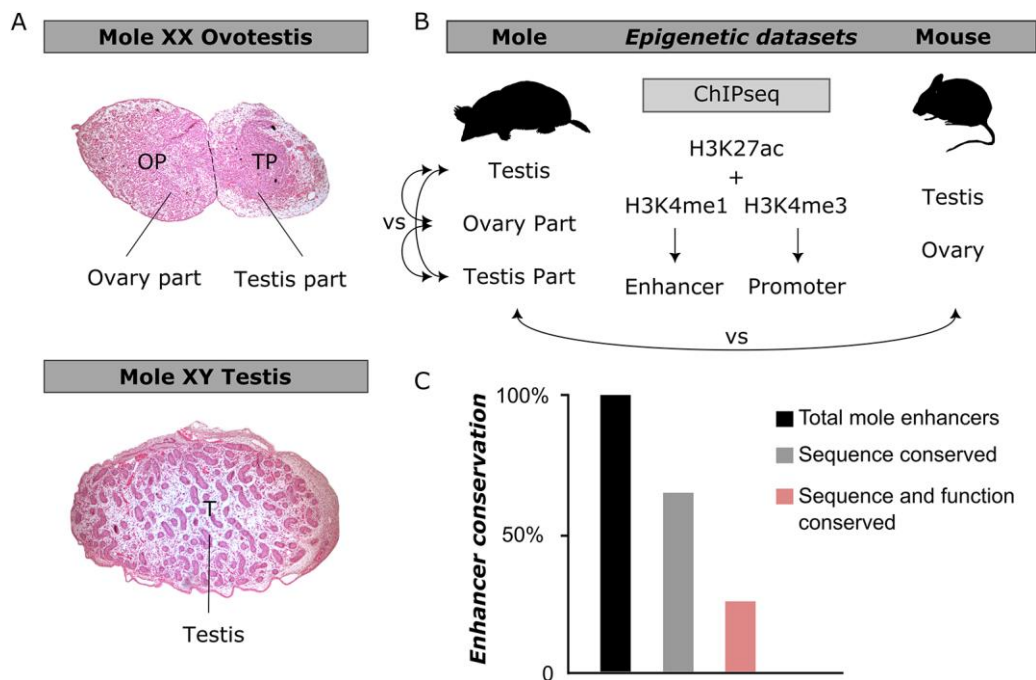 A
Mole XX Ovotestis
OP
TP
Ovary part
Testis part
Mole XY Testis
T
Testis
B
Mole
Epigenetic datasets
Mouse
ChIPseq
H3K27ac
+
H3K4me1
H3K4me3
Enhancer
Promoter
Testis
Ovary Part
Testis Part
vs
Testis
Ovary
vs
C
Enhancer conservation
100%
50%
0
Total mole enhancers
Sequence conserved
Sequence and function
conserved